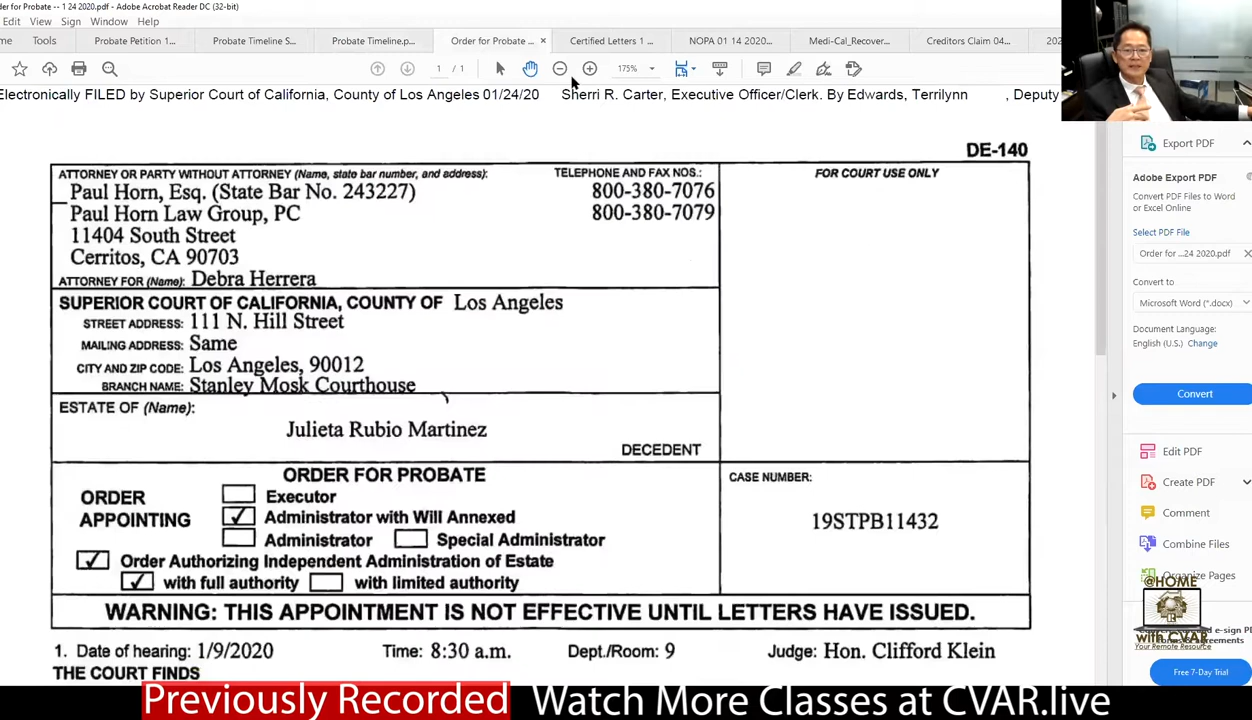 der for Probate -- 1 24 2020.pdf - Adobe Acrobat Reader DC (32-bit)
Edit View Sign Window Help
me Tools Probate Petition 1... Probate Timeline S... Probate Timeline.p... Order for Probate ... × Certified Letters 1 ... NOPA 01 14 2020... Medi-Cal_Recover... Creditors Claim 04... 202
1 / 1 175%
Electronically FILED by Superior Court of California, County of Los Angeles 01/24/20 Sherri R. Carter, Executive Officer/Clerk. By Edwards, Terrilynn , Deputy
DE-140
ATTORNEY OR PARTY WITHOUT ATTORNEY (Name, state bar number, and address): TELEPHONE AND FAX NOS.: FOR COURT USE ONLY
Paul Horn, Esq. (State Bar No. 243227) 800-380-7076
Paul Horn Law Group, PC 800-380-7079
11404 South Street
Cerritos, CA 90703
ATTORNEY FOR (Name): Debra Herrera
SUPERIOR COURT OF CALIFORNIA, COUNTY OF Los Angeles
STREET ADDRESS: 111 N. Hill Street
MAILING ADDRESS: Same
CITY AND ZIP CODE: Los Angeles, 90012
BRANCH NAME: Stanley Mosk Courthouse
ESTATE OF (Name):
Julieta Rubio Martinez
DECEDENT
ORDER FOR PROBATE
CASE NUMBER:
ORDER
APPOINTING
Executor
Administrator with Will Annexed
Administrator Special Administrator
19STPB11432
Order Authorizing Independent Administration of Estate
with full authority with limited authority
WARNING: THIS APPOINTMENT IS NOT EFFECTIVE UNTIL LETTERS HAVE ISSUED.
1. Date of hearing: 1/9/2020 Time: 8:30 a.m. Dept./Room: 9 Judge: Hon. Clifford Klein
THE COURT FINDS
Export PDF
Adobe Export PDF
Convert PDF Files to Word
or Excel Online
Select PDF File
Order for ...24 2020.pdf ×
Convert to
Microsoft Word (*.docx)
Document Language:
English (U.S.) Change
Convert
Edit PDF
Create PDF
Comment
Combine Files
Organize Pages
@HOME
with CVAR
Your Remote Resource
Free 7-Day Trial
Previously Recorded Watch More Classes at CVAR.live